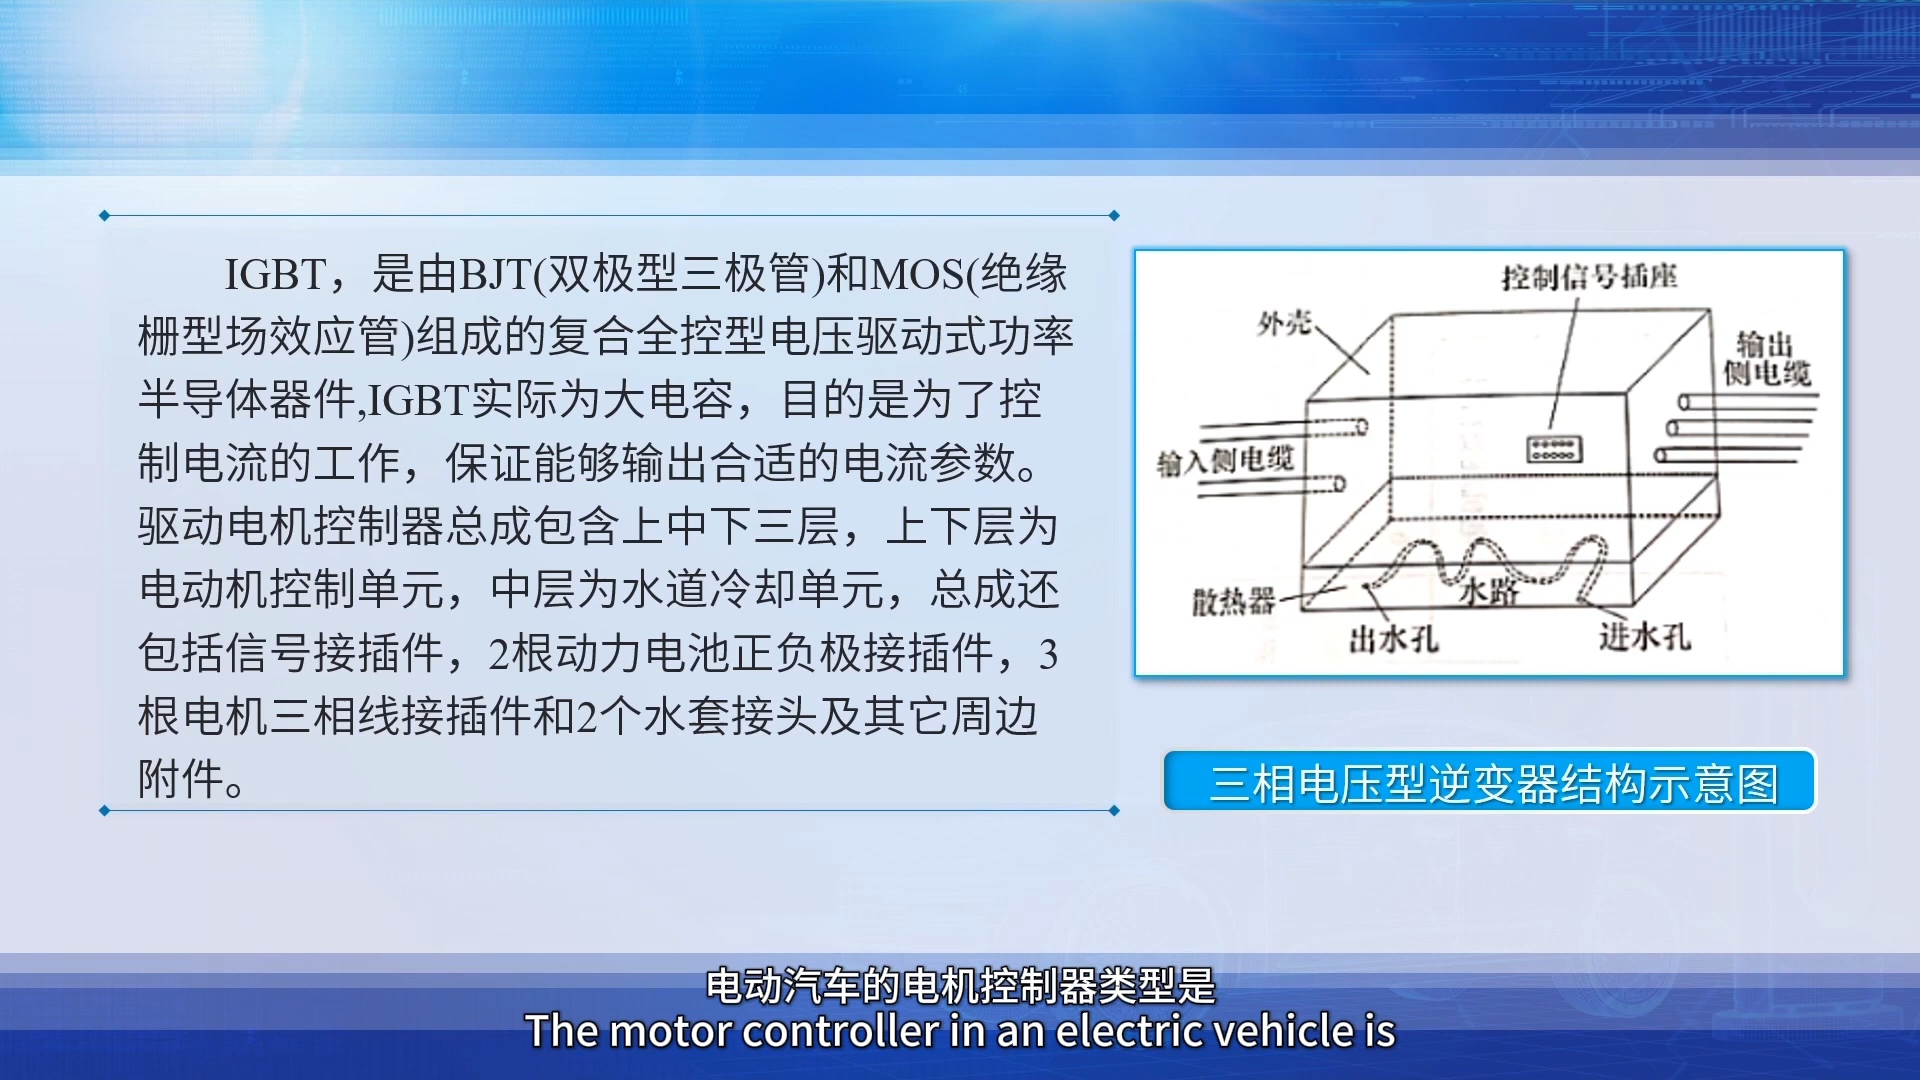 IGBT，是由BJT(双极型三极管)和MOS(绝缘
栅型场效应管)组成的复合全控型电压驱动式功率
半导体器件,IGBT实际为大电容，目的是为了控
制电流的工作，保证能够输出合适的电流参数。
驱动电机控制器总成包含上中下三层，上下层为
电动机控制单元，中层为水道冷却单元，总成还
包括信号接插件，2根动力电池正负极接插件，3
根电机三相线接插件和2个水套接头及其它周边
附件。
控制信号插座
外壳
输出
侧电缆
输入侧电缆
散热器
水路
出水孔
进水孔
三相电压型逆变器结构示意图
电动汽车的电机控制器类型是
The motor controller in an electric vehicle is